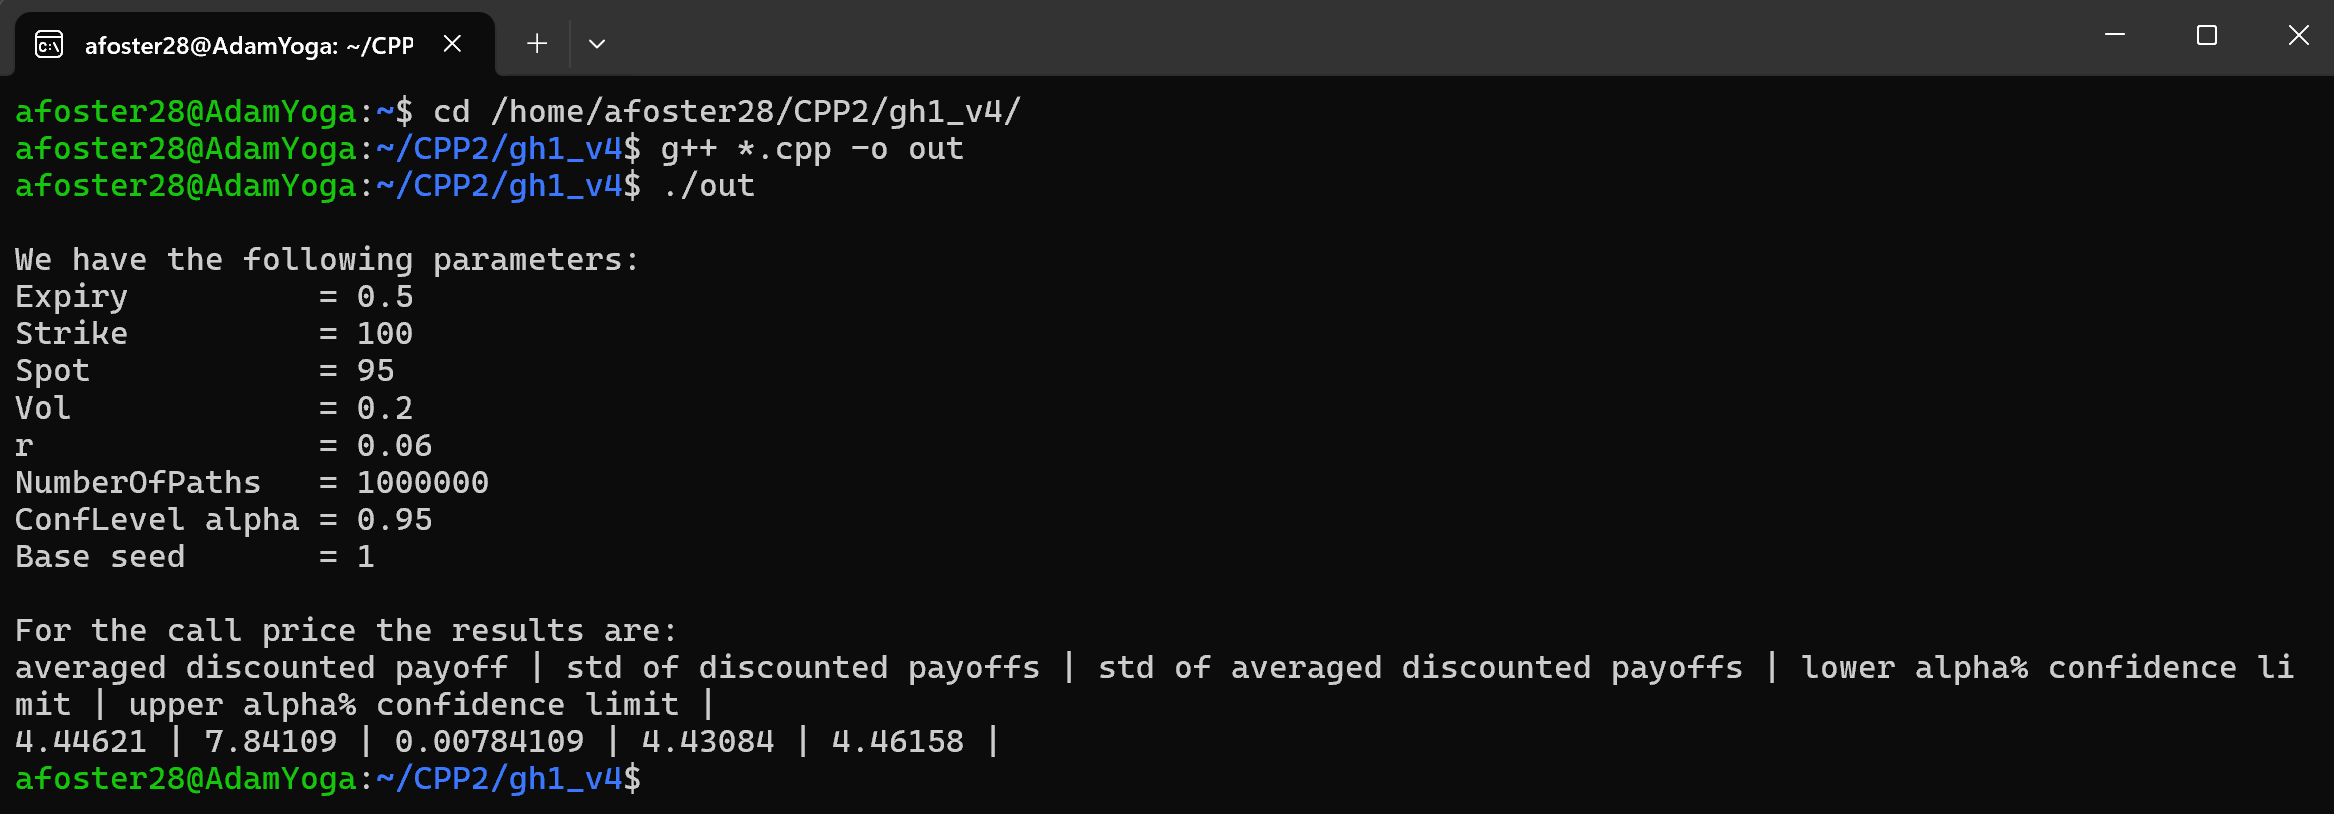 afoster28@AdamYoga: ~/CPP
afoster28@AdamYoga:~$ cd /home/afoster28/CPP2/gh1_v4/
afoster28@AdamYoga:~/CPP2/gh1_v4$ g++ *.cpp -o out
afoster28@AdamYoga:~/CPP2/gh1_v4$ ./out
We have the following parameters:
Expiry          = 0.5
Strike          = 100
Spot            = 95
Vol             = 0.2
r               = 0.06
NumberOfPaths   = 1000000
ConfLevel alpha = 0.95
Base seed       = 1
For the call price the results are:
averaged discounted payoff | std of discounted payoffs | std of averaged discounted payoffs | lower alpha% confidence li
mit | upper alpha% confidence limit |
4.44621 | 7.84109 | 0.00784109 | 4.43084 | 4.46158 |
afoster28@AdamYoga:~/CPP2/gh1_v4$